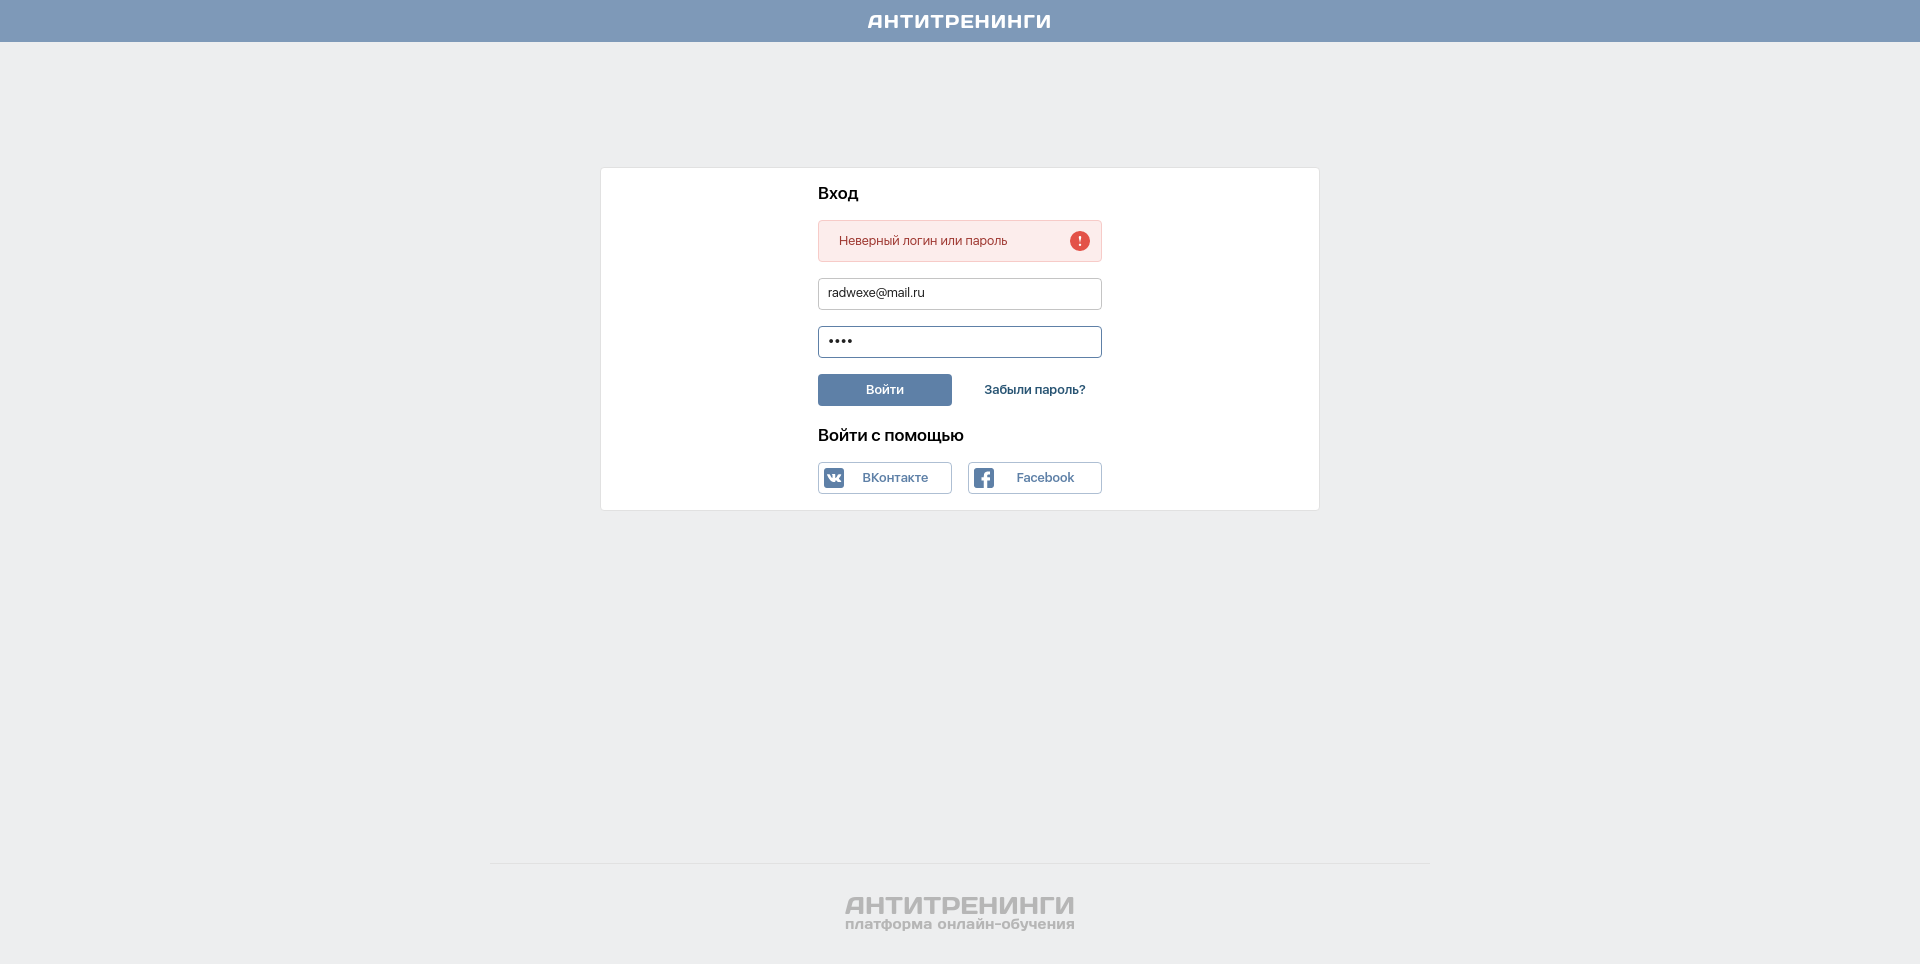 АНТИТРЕНИНГИ
Вход
Неверный логин или пароль
radwexe@mail.ru
••••
Войти
Забыли пароль?
Войти с помощью
ВКонтакте
Facebook
АНТИТРЕНИНГИ
платформа онлайн-обучения